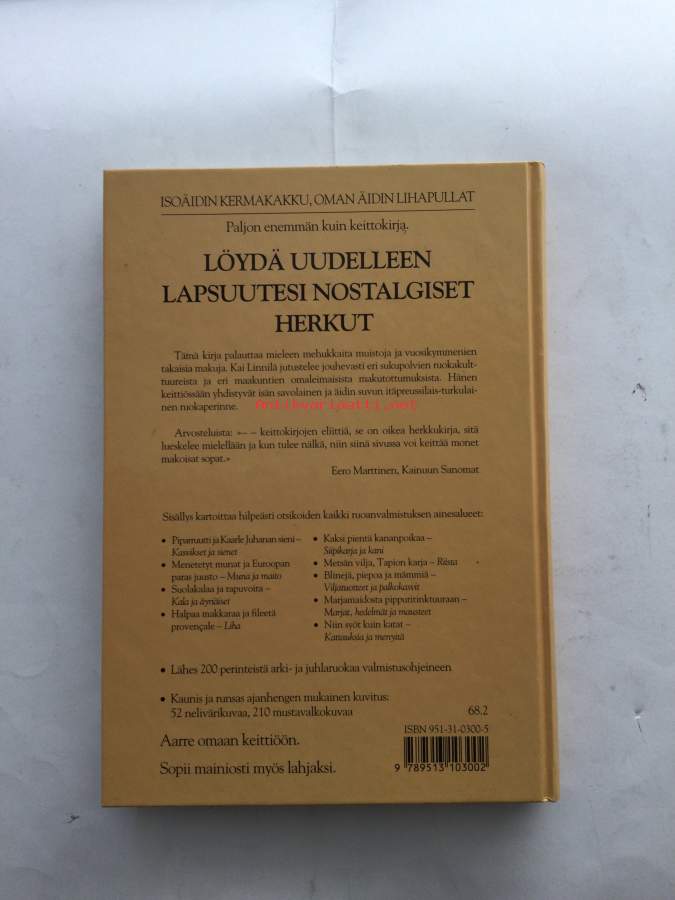 ISOÄIDIN KERMAKAKKU, OMAN ÄIDIN LIHAPULLAT
Paljon enemmän kuin keittokirja.
LÖYDÄ UUDELLEEN
LAPSUUTESI NOSTALGISET
HERKUT
Tämä kirja palauttaa mieleen mehukkaita muistoja ja vuosikymmenien
takaisia makuja. Kai Linnilä jutustelee jouhevasti eri sukupolvien ruokakult-
tuureista ja eri maakuntien omaleimaisista makutottumuksista. Hänen
keittiössään yhdistyvät isän savolainen ja äidin suvun itäpreussilais-turkulai-
nen ruokaperinne.
Antikvariaatti.net
Arvosteluista: »– – keittokirjojen eliittiä, se on oikea herkkukirja, sitä
lueskelee mielellään ja kun tulee nälkä, niin siinä sivussa voi keittää monet
makoisat sopat.»
Eero Marttinen, Kainuun Sanomat
Sisällys kartoittaa hilpeästi otsikoiden kaikki ruoanvalmistuksen ainesalueet:
• Piparruutti ja Kaarle Juhanan sieni –
Kasvikset ja sienet
• Menetetyt munat ja Euroopan
paras juusto – Muna ja maito
• Suolakalaa ja rapuvoita –
Kala ja äyriäiset
• Halpaa makkaraa ja fileetä
provençale – Liha
• Kaksi pientä kananpoikaa –
Siipikarja ja kani
• Metsän vilja, Tapion karja – Riista
• Blinejä, piepoa ja mämmiä –
Viljatuotteet ja palkokasvit
• Marjamaidosta pippuritinktuuraan –
Marjat, hedelmät ja mausteet
• Niin syöt kuin katat –
Kattauksia ja menyitä
• Lähes 200 perinteistä arki- ja juhlaruokaa valmistusohjeineen
• Kaunis ja runsas ajanhengen mukainen kuvitus:
52 nelivärikuvaa, 210 mustavalkokuvaa
68.2
Aarre omaan keittiöön.
Sopii mainiosti myös lahjaksi.
ISBN 951-31-0300-5
9 789513 103002